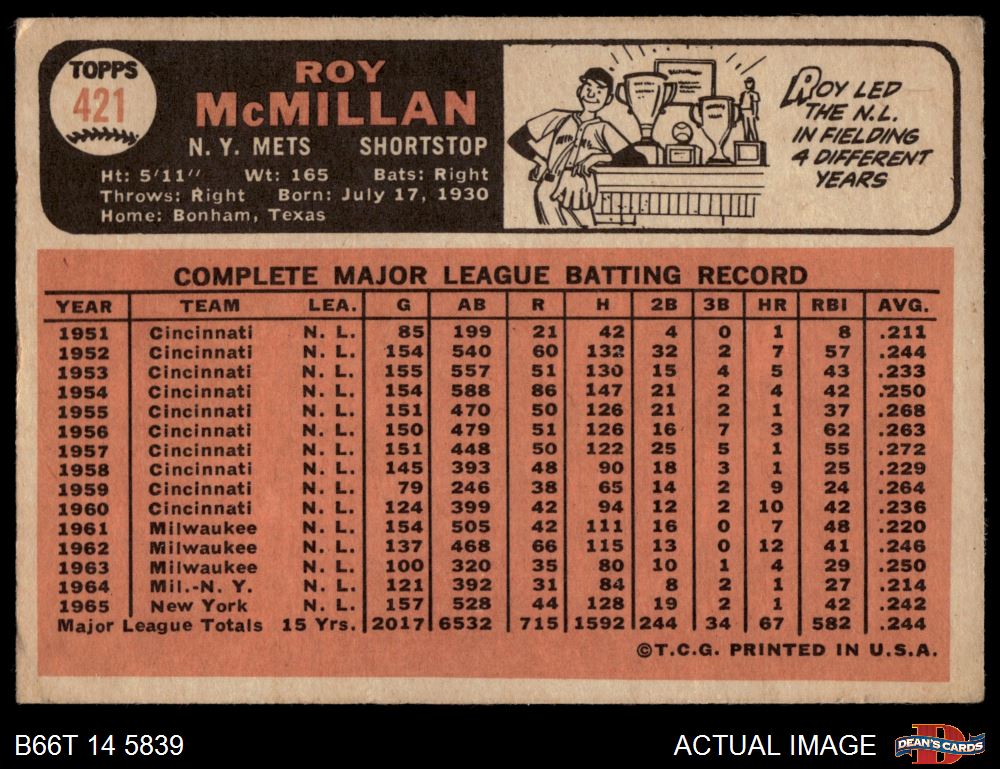 TOPPS
421
ROY
McMILLAN
N. Y. METS SHORTSTOP
Ht: 5'11" Wt: 165 Bats: Right
Throws: Right Born: July 17, 1930
Home: Bonham, Texas
ROY LED
THE N.L.
IN FIELDING
4 DIFFERENT
YEARS
COMPLETE MAJOR LEAGUE BATTING RECORD
YEAR TEAM LEA. G AB R H 2B 3B HR RBI AVG.
1951 Cincinnati N. L. 85 199 21 42 4 0 1 8 .211
1952 Cincinnati N. L. 154 540 60 132 32 2 7 57 .244
1953 Cincinnati N. L. 155 557 51 130 15 4 5 43 .233
1954 Cincinnati N. L. 154 588 86 147 21 2 4 42 .250
1955 Cincinnati N. L. 151 470 50 126 21 2 1 37 .268
1956 Cincinnati N. L. 150 479 51 126 16 7 3 62 .263
1957 Cincinnati N. L. 151 448 50 122 25 5 1 55 .272
1958 Cincinnati N. L. 145 393 48 90 18 3 1 25 .229
1959 Cincinnati N. L. 79 246 38 65 14 2 9 24 .264
1960 Cincinnati N. L. 124 399 42 94 12 2 10 42 .236
1961 Milwaukee N. L. 154 505 42 111 16 0 7 48 .220
1962 Milwaukee N. L. 137 468 66 115 13 0 12 41 .246
1963 Milwaukee N. L. 100 320 35 80 10 1 4 29 .250
1964 Mil.-N. Y. N. L. 121 392 31 84 8 2 1 27 .214
1965 New York N. L. 157 528 44 128 19 2 1 42 .242
Major League Totals 15 Yrs. 2017 6532 715 1592 244 34 67 582 .244
©T.C.G. PRINTED IN U.S.A.
B66T 14 5839
ACTUAL IMAGE
D
DEAN'S CARDS